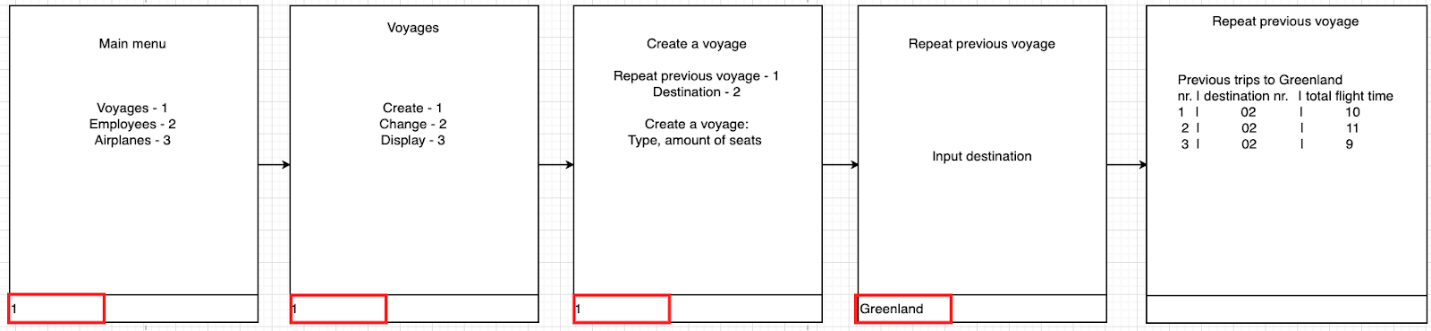 Main menu
Voyages - 1
Employees - 2
Airplanes - 3
1
Voyages
Create - 1
Change - 2
Display - 3
1
Create a voyage
Repeat previous voyage - 1
Destination - 2
Create a voyage:
Type, amount of seats
1
Repeat previous voyage
Input destination
Greenland
Repeat previous voyage
Previous trips to Greenland
nr. I destination nr. I total flight time
1 I 02 I 10
2 I 02 I 11
3 I 02 I 9